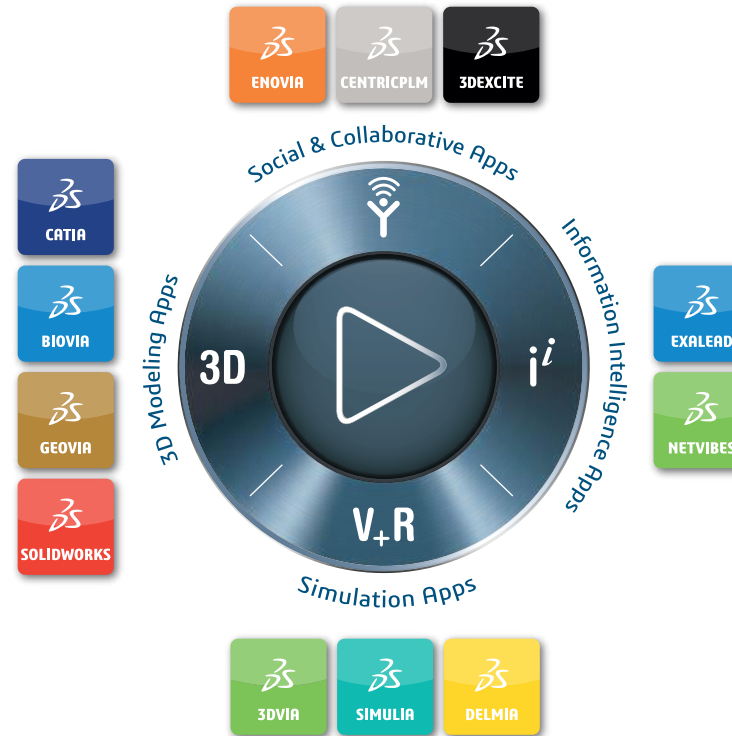 ENOVIA
CENTRICPLM
3DEXCITE
Social & Collaborative Apps
CATIA
BIOVIA
GEOVIA
SOLIDWORKS
3D Modeling Apps
3D
i i
V+R
Information Intelligence Apps
EXALEAD
NETVIBES
Simulation Apps
3DVIA
SIMULIA
DELMIA